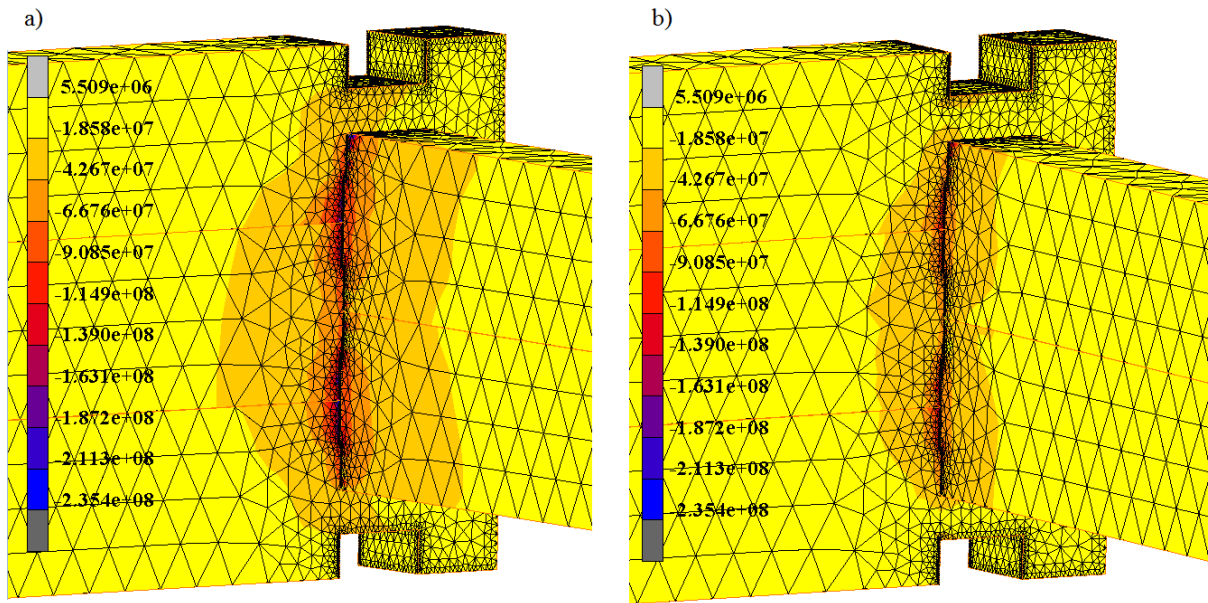 a)
5.509e+06
-1.858e+07
-4.267e+07
-6.676e+07
-9.085e+07
-1.149e+08
-1.390e+08
-1.631e+08
-1.872e+08
-2.113e+08
-2.354e+08
b)
5.509e+06
-1.858e+07
-4.267e+07
-6.676e+07
-9.085e+07
-1.149e+08
-1.390e+08
-1.631e+08
-1.872e+08
-2.113e+08
-2.354e+08